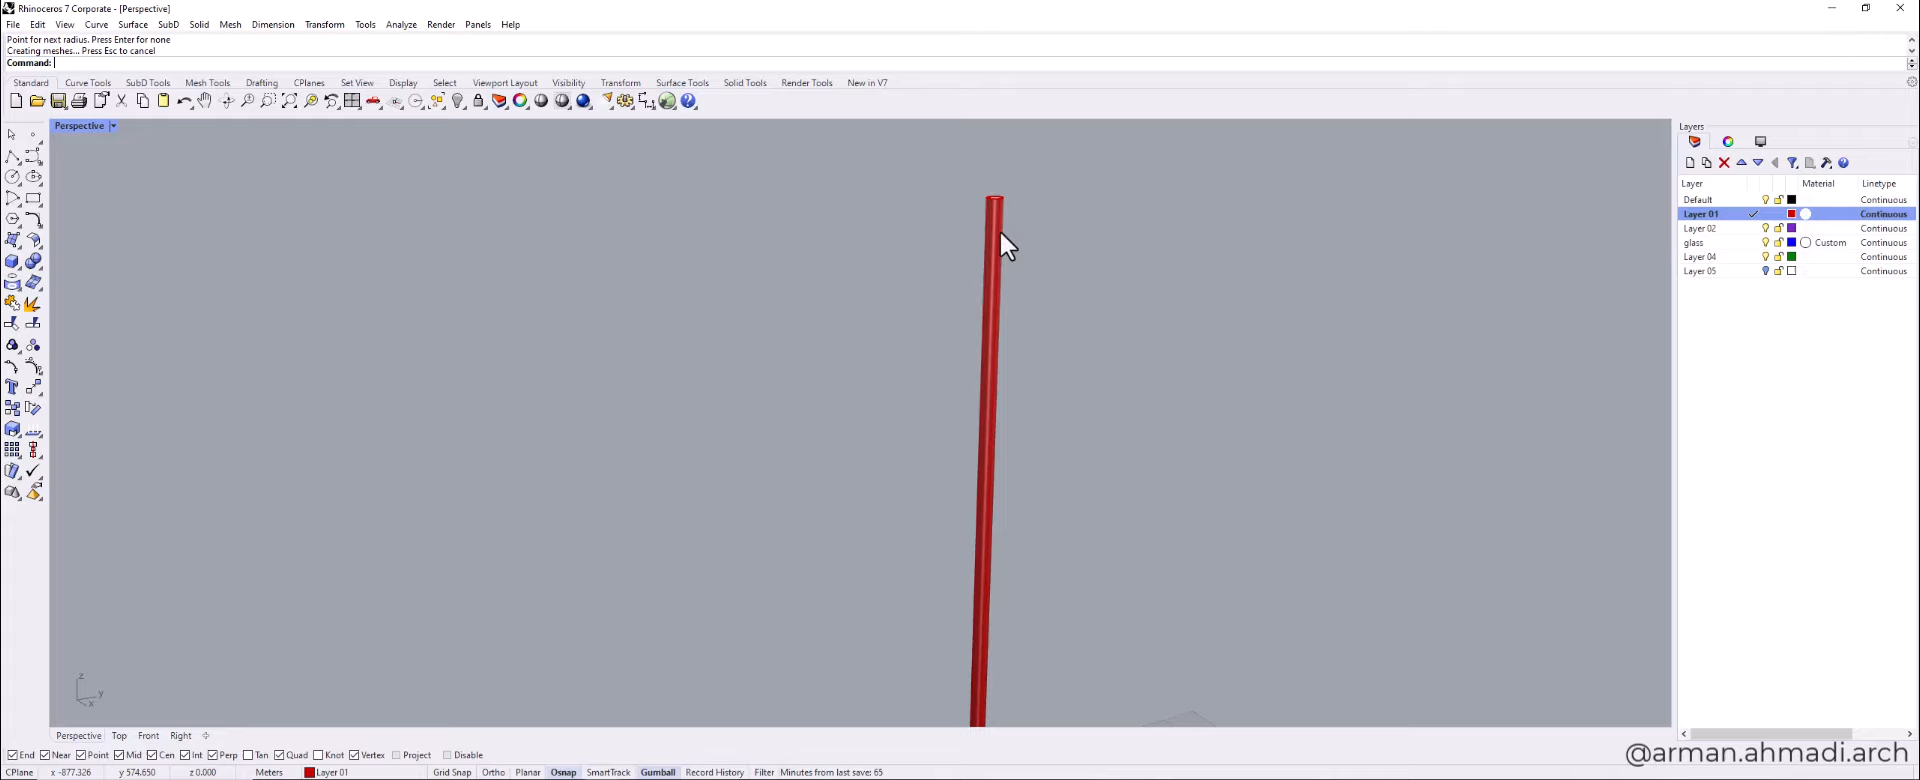 Rhinoceros 7 Corporate - [Perspective]
File Edit View Curve Surface SubD Solid Mesh Dimension Transform Tools Analyze Render Panels Help
Point for next radius. Press Enter for none
Creating meshes... Press Esc to cancel
Command:
Standard Curve Tools SubD Tools Mesh Tools Drafting CPlanes Set View Display Select Viewport Layout Visibility Transform Surface Tools Solid Tools Render Tools New in V7
Perspective
Layers
Layer Material Linetype
Default Continuous
Layer 01 Continuous
Layer 02 Continuous
glass Custom Continuous
Layer 04 Continuous
Layer 05 Continuous
z
y
x
Perspective Top Front Right
End Near Point Mid Cen Int Perp Tan Quad Knot Vertex Project Disable
@arman.ahmadi.arch
CPlane x -877.326 y 574.650 z 0.000 Meters Layer 01 Grid Snap Ortho Planar Osnap SmartTrack Gumball Record History Filter Minutes from last save: 65